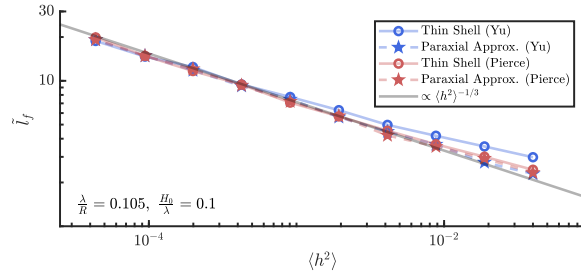 30
10
l̃_f
Thin Shell (Yu)
Paraxial Approx. (Yu)
Thin Shell (Pierce)
Paraxial Approx. (Pierce)
∝ ⟨h²⟩^{-1/3}
λ/R = 0.105, H₀/λ = 0.1
10⁻⁴ 10⁻²
⟨h²⟩